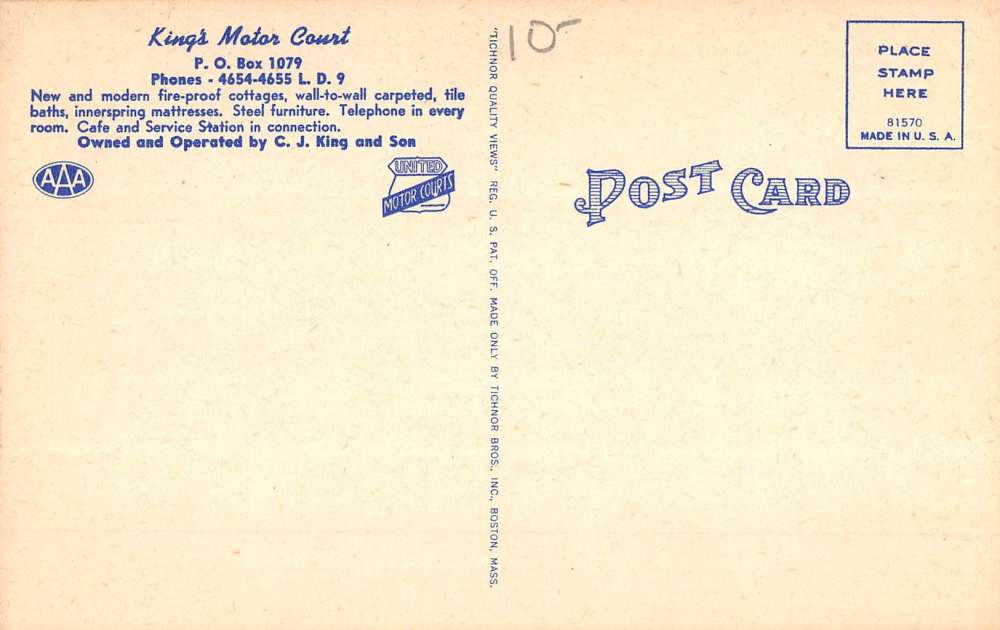 King's Motor Court
P. O. Box 1079
Phones - 4654-4655 L. D. 9
New and modern fire-proof cottages, wall-to-wall carpeted, tile
baths, innerspring mattresses. Steel furniture. Telephone in every
room. Cafe and Service Station in connection.
Owned and Operated by C. J. King and Son
AAA
UNITED
MOTOR COURTS
"TICHNOR QUALITY VIEWS" REG. U. S. PAT. OFF. MADE ONLY BY TICHNOR BROS., INC., BOSTON, MASS.
10-
PLACE
STAMP
HERE
81570
MADE IN U. S. A.
POST CARD